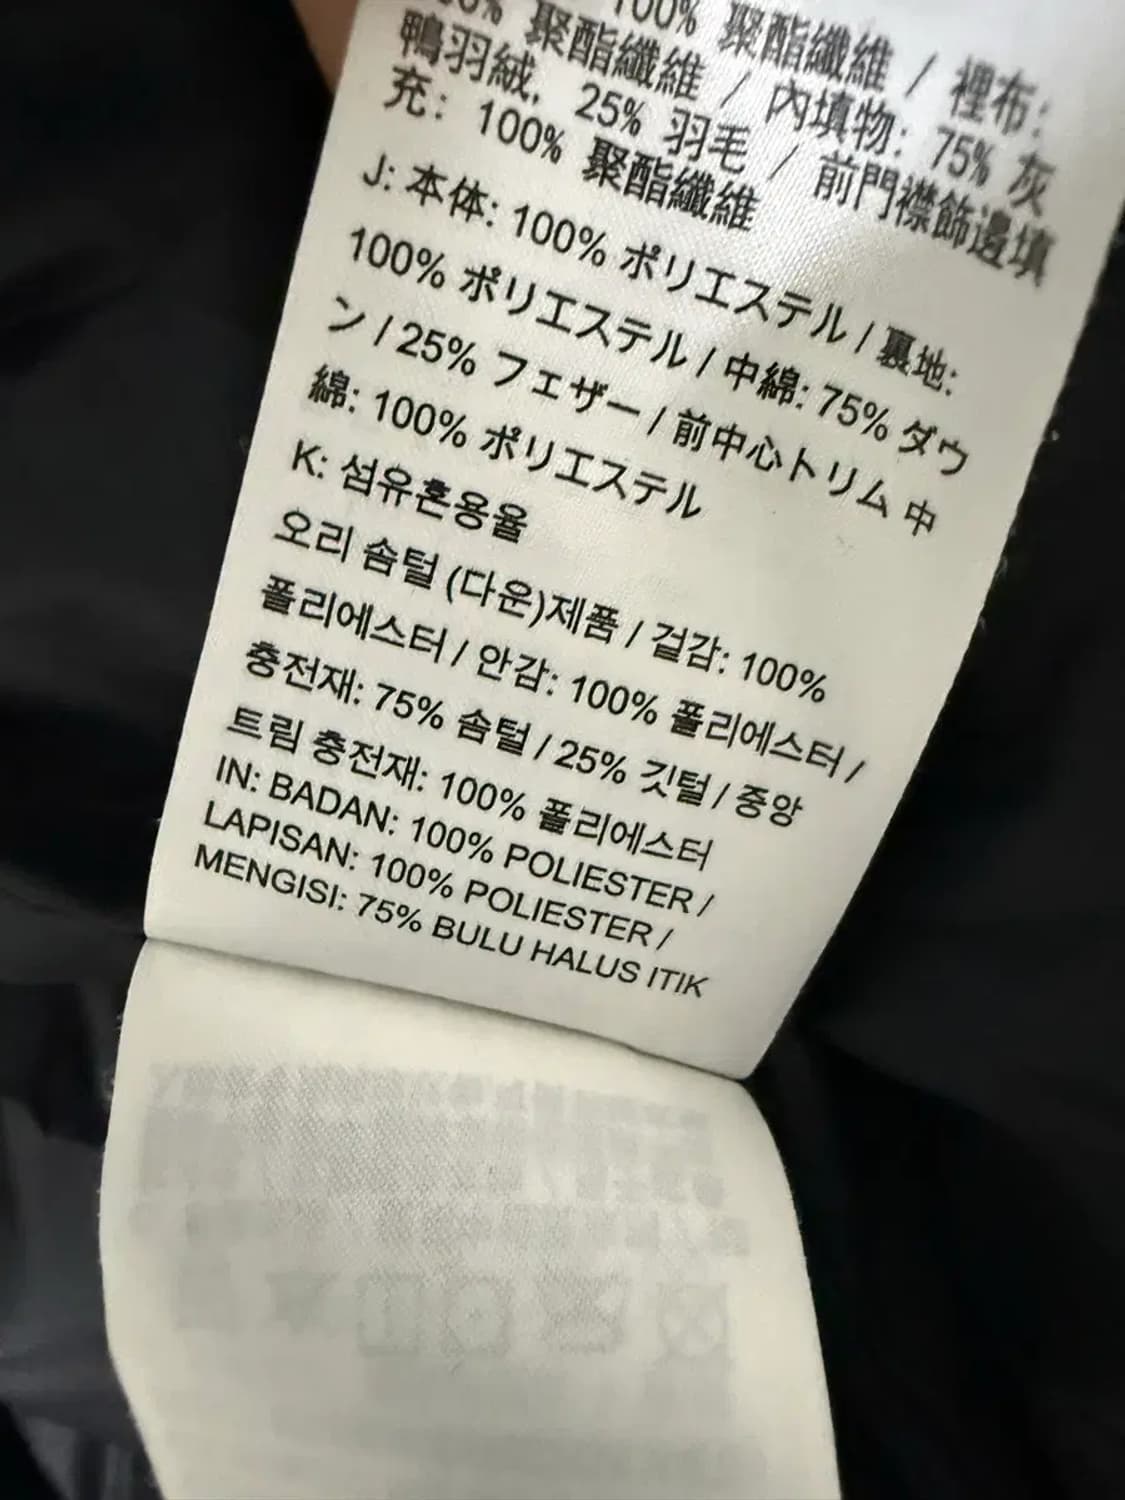 100% 聚酯纖維 / 裡布:
聚酯纖維 / 內填物: 75% 灰
鴨羽絨, 25% 羽毛 / 前門襟飾邊填
充: 100% 聚酯纖維
J: 本体: 100% ポリエステル / 裏地:
100% ポリエステル / 中綿: 75% ダウ
ン / 25% フェザー / 前中心トリム 中
綿: 100% ポリエステル
K: 섬유혼용율
오리 솜털 (다운)제품 / 겉감: 100%
폴리에스터 / 안감: 100% 폴리에스터 /
충전재: 75% 솜털 / 25% 깃털 / 중앙
트림 충전재: 100% 폴리에스터
IN: BADAN: 100% POLIESTER /
LAPISAN: 100% POLIESTER /
MENGISI: 75% BULU HALUS ITIK